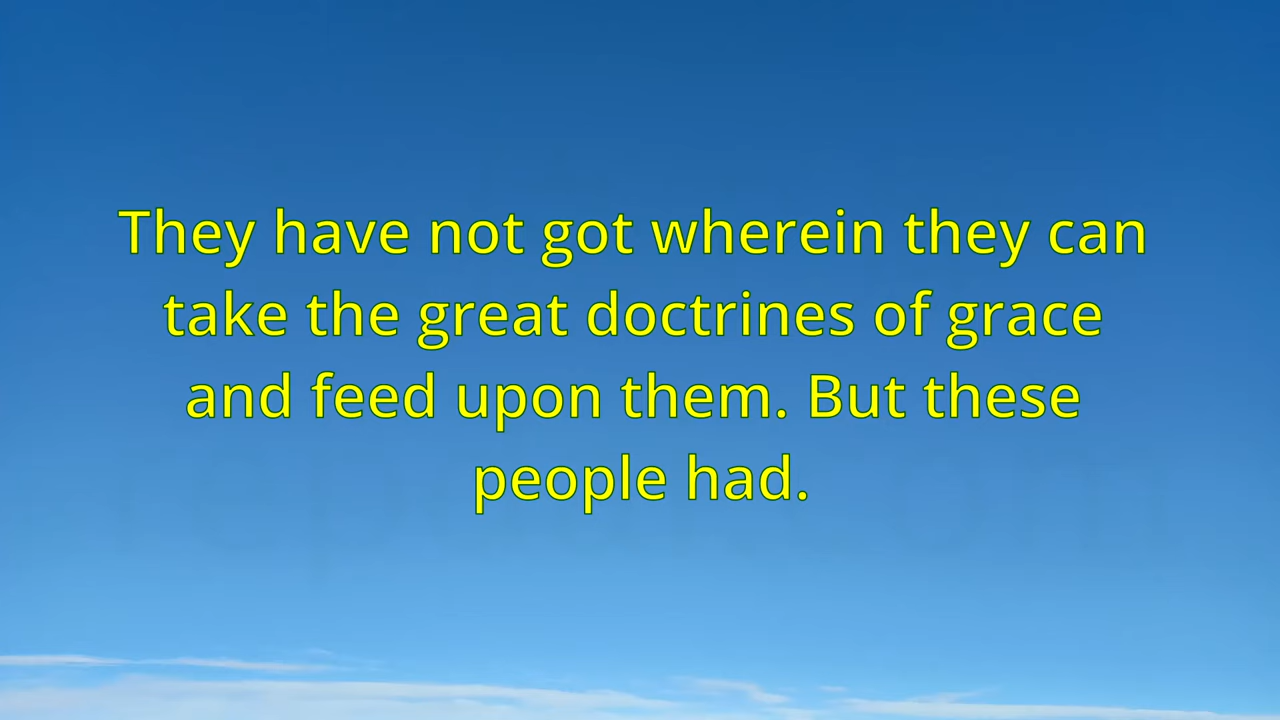 They have not got wherein they can
take the great doctrines of grace
and feed upon them. But these
people had.